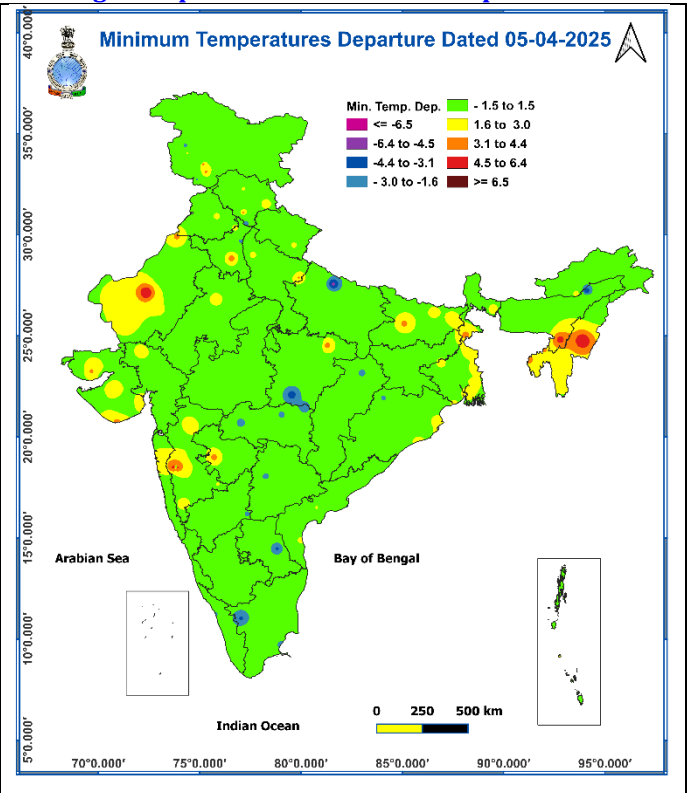 Minimum Temperatures Departure Dated 05-04-2025
Min. Temp. Dep.
<= -6.5
-6.4 to -4.5
-4.4 to -3.1
- 3.0 to -1.6
- 1.5 to 1.5
1.6 to 3.0
3.1 to 4.4
4.5 to 6.4
>= 6.5
40°0.000'
35°0.000'
30°0.000'
25°0.000'
20°0.000'
15°0.000'
10°0.000'
5°0.000'
Arabian Sea
Bay of Bengal
Indian Ocean
0 250 500 km
70°0.000' 75°0.000' 80°0.000' 85°0.000' 90°0.000' 95°0.000'